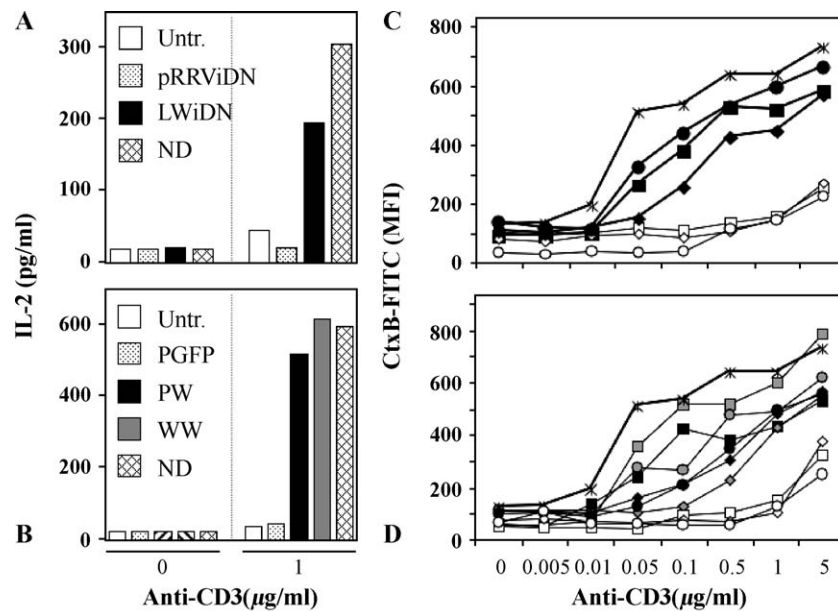 A
IL-2 (pg/ml)
300
200
100
0
Untr.
pRRViDN
LWiDN
ND
B
600
400
200
0
Untr.
PGFP
PW
WW
ND
0
1
Anti-CD3(µg/ml)
C
CtxB-FITC (MFI)
800
600
400
200
0
D
800
600
400
200
0
0 0.005 0.01 0.05 0.1 0.5 1 5
Anti-CD3(µg/ml)